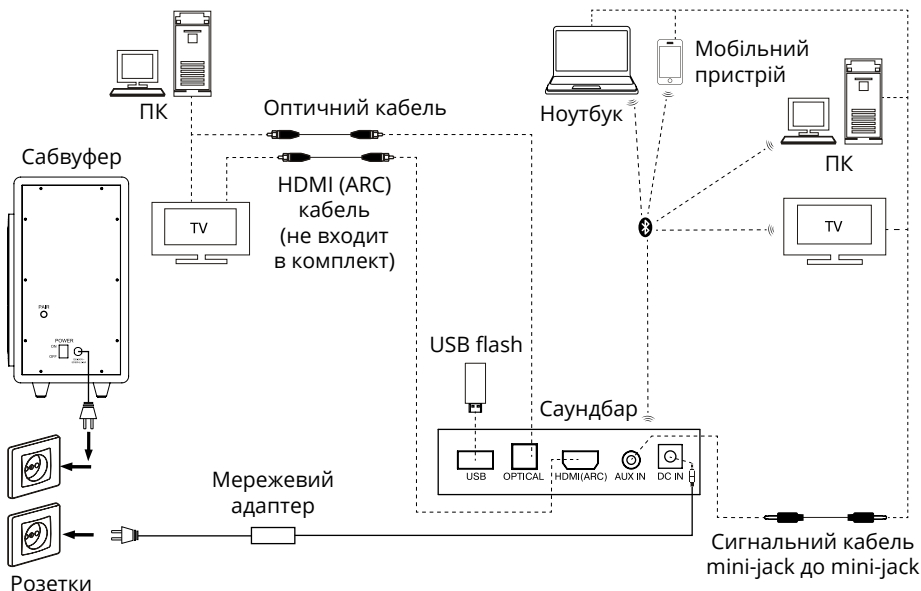 ПК
Оптичний кабель
Сабвуфер
HDMI (ARC)
кабель
(не входит
в комплект)
TV
Ноутбук
Мобільний
пристрій
ПК
TV
PAIR
POWER
ON
OFF
USB flash
Саундбар
USB
OPTICAL
HDMI(ARC)
AUX IN
DC IN
Мережевий
адаптер
Розетки
Сигнальний кабель
mini-jack до mini-jack